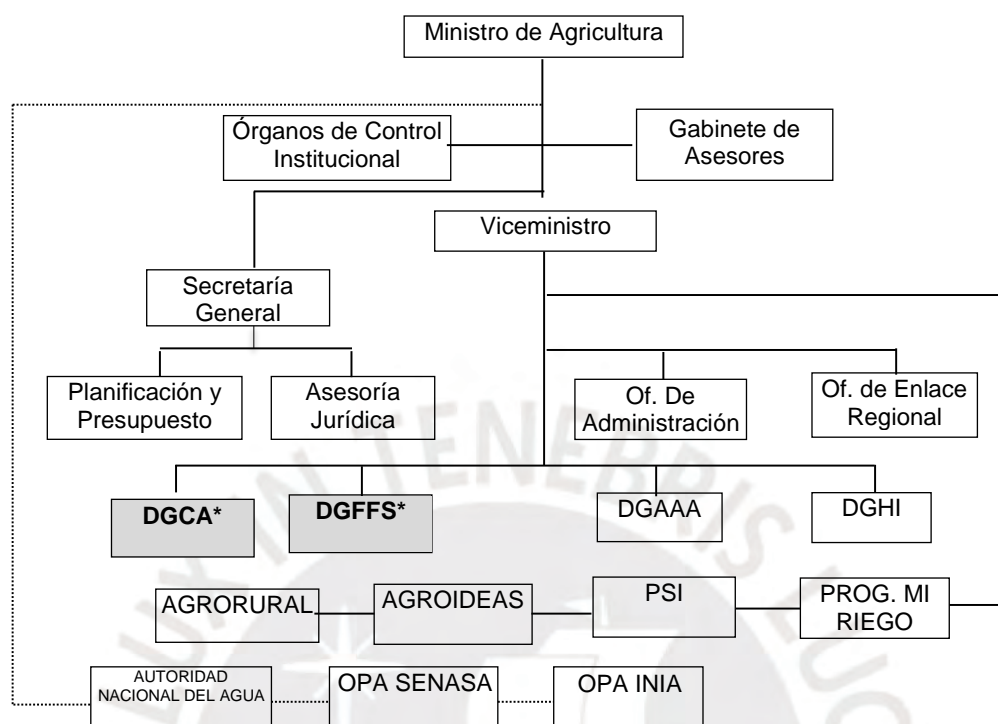 Ministro de Agricultura
Órganos de Control
Institucional
Gabinete de
Asesores
Viceministro
Secretaría
General
Planificación y
Presupuesto
Asesoría
Jurídica
Of. De
Administración
Of. de Enlace
Regional
DGCA*
DGFFS*
DGAAA
DGHI
AGRORURAL
AGROIDEAS
PSI
PROG. MI
RIEGO
AUTORIDAD
NACIONAL DEL AGUA
OPA SENASA
OPA INIA
TENEBRIS